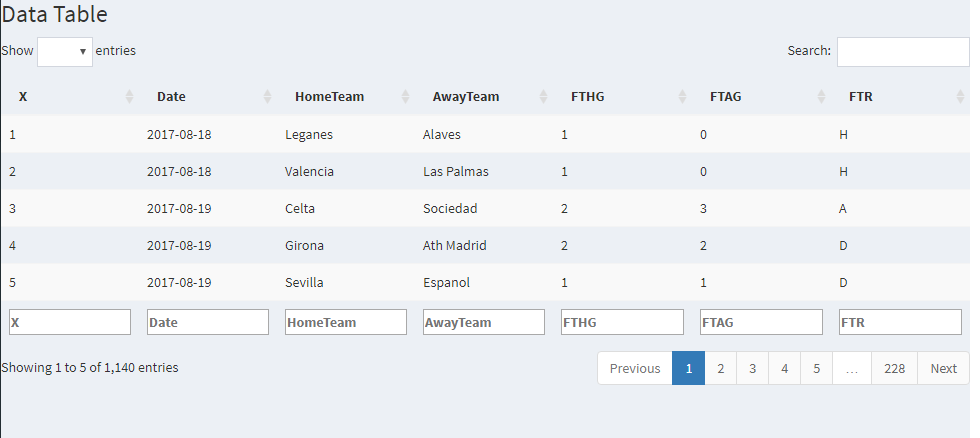 Data Table
Show entries Search:
X Date HomeTeam AwayTeam FTHG FTAG FTR
1 2017-08-18 Leganes Alaves 1 0 H
2 2017-08-18 Valencia Las Palmas 1 0 H
3 2017-08-19 Celta Sociedad 2 3 A
4 2017-08-19 Girona Ath Madrid 2 2 D
5 2017-08-19 Sevilla Espanol 1 1 D
X Date HomeTeam AwayTeam FTHG FTAG FTR
Showing 1 to 5 of 1,140 entries Previous 1 2 3 4 5 … 228 Next